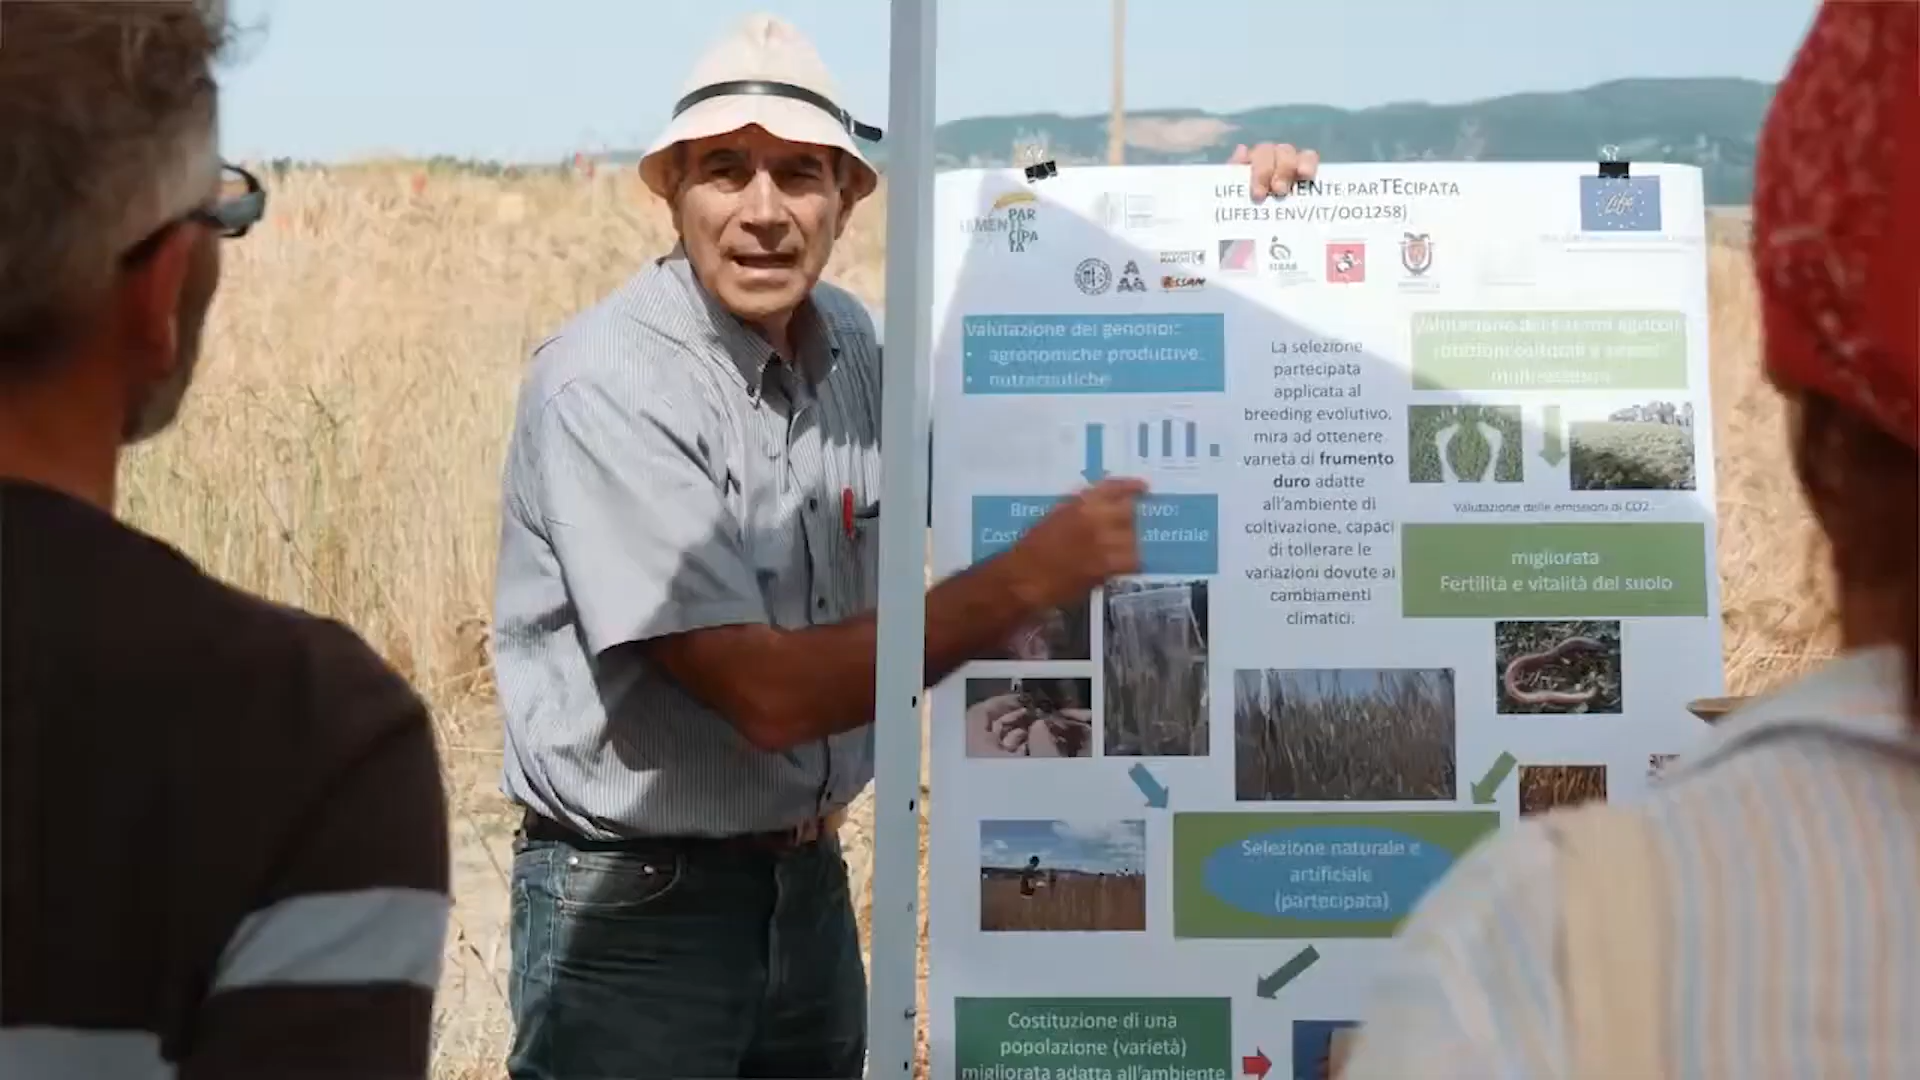 LIFE
ENTE PARTECIPATA
(LIFE13 ENV/IT/OO1258)
PAR
TE
CIPA
TA
Life
ASSAM
Valutazione dei genotipi:
• agronomiche produttive
• nutraceutiche
La selezione
partecipata
applicata al
breeding evolutivo,
mira ad ottenere
varietà di frumento
duro adatte
all'ambiente di
coltivazione, capaci
di tollerare le
variazioni dovute ai
cambiamenti
climatici.
Valutazione delle emissioni di CO2
migliorata
Fertilità e vitalità del suolo
Selezione naturale e
artificiale
(partecipata)
Costituzione di una
popolazione (varietà)
migliorata adatta all'ambiente